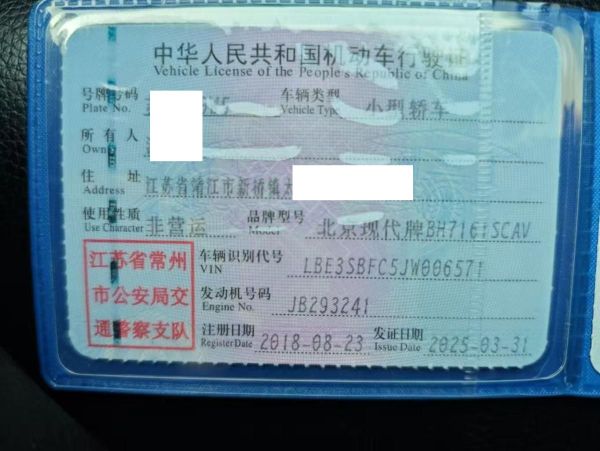 中华人民共和国机动车行驶证
Vehicle License of the People's Republic of China
号牌号码 车辆类型 小型轿车
Plate No. Vehicle Type
所有人
Owner
住址 江苏省靖江市新桥镇
Address
使用性质 非营运 品牌型号 北京现代牌BH7161SCAV
Use Character Model
江苏省常州
市公安局交
通警察支队
车辆识别代号 LBE3SBFC5JW006571
VIN
发动机号码 JB293241
Engine No.
注册日期 2018-08-23 发证日期 2025-03-31
Register Date Issue Date